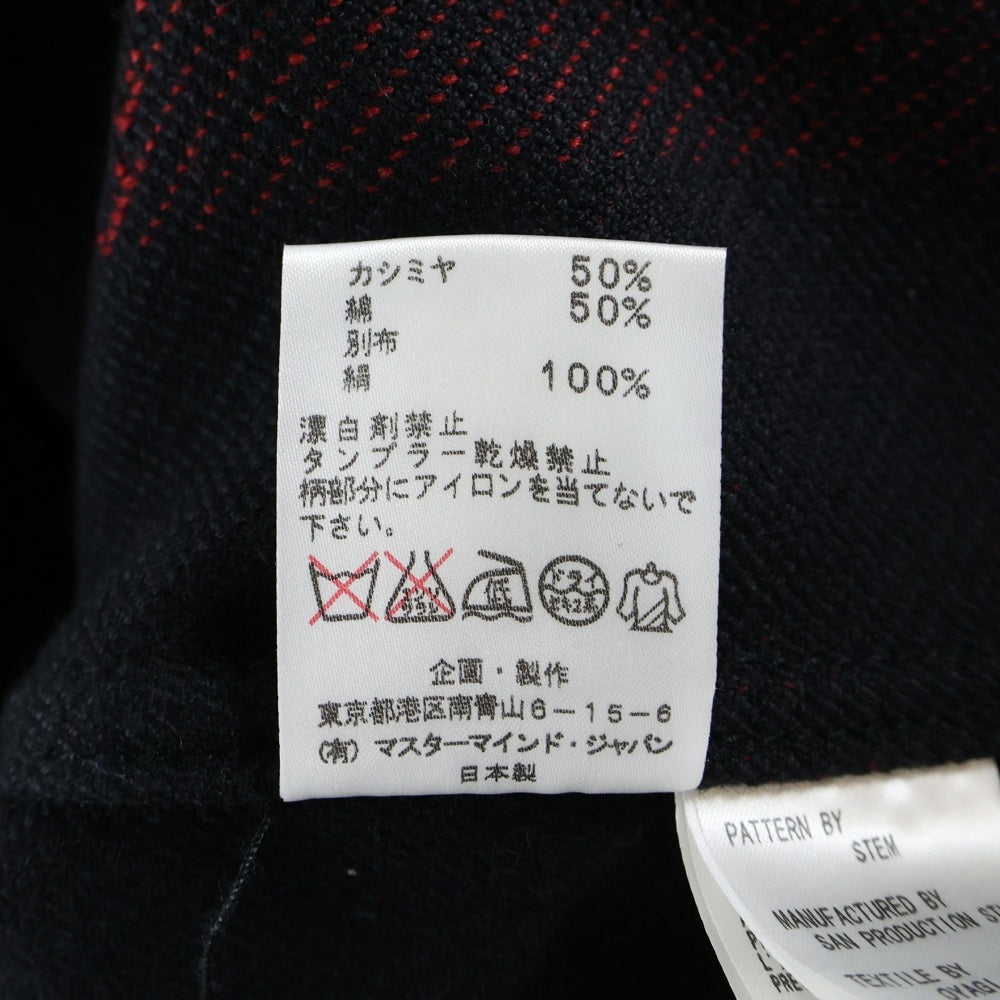 カシミヤ 50%
綿 50%
別布
絹 100%
漂白剤禁止
タンブラー乾燥禁止
柄部分にアイロンを当てないで
下さい。
低
ドライ
企画・製作
東京都港区南青山6-15-6
(有) マスターマインド・ジャパン
日本製
PATTERN BY
STEM
MANUFACTURED BY
SAN PRODUCTION
TEXTILE BY